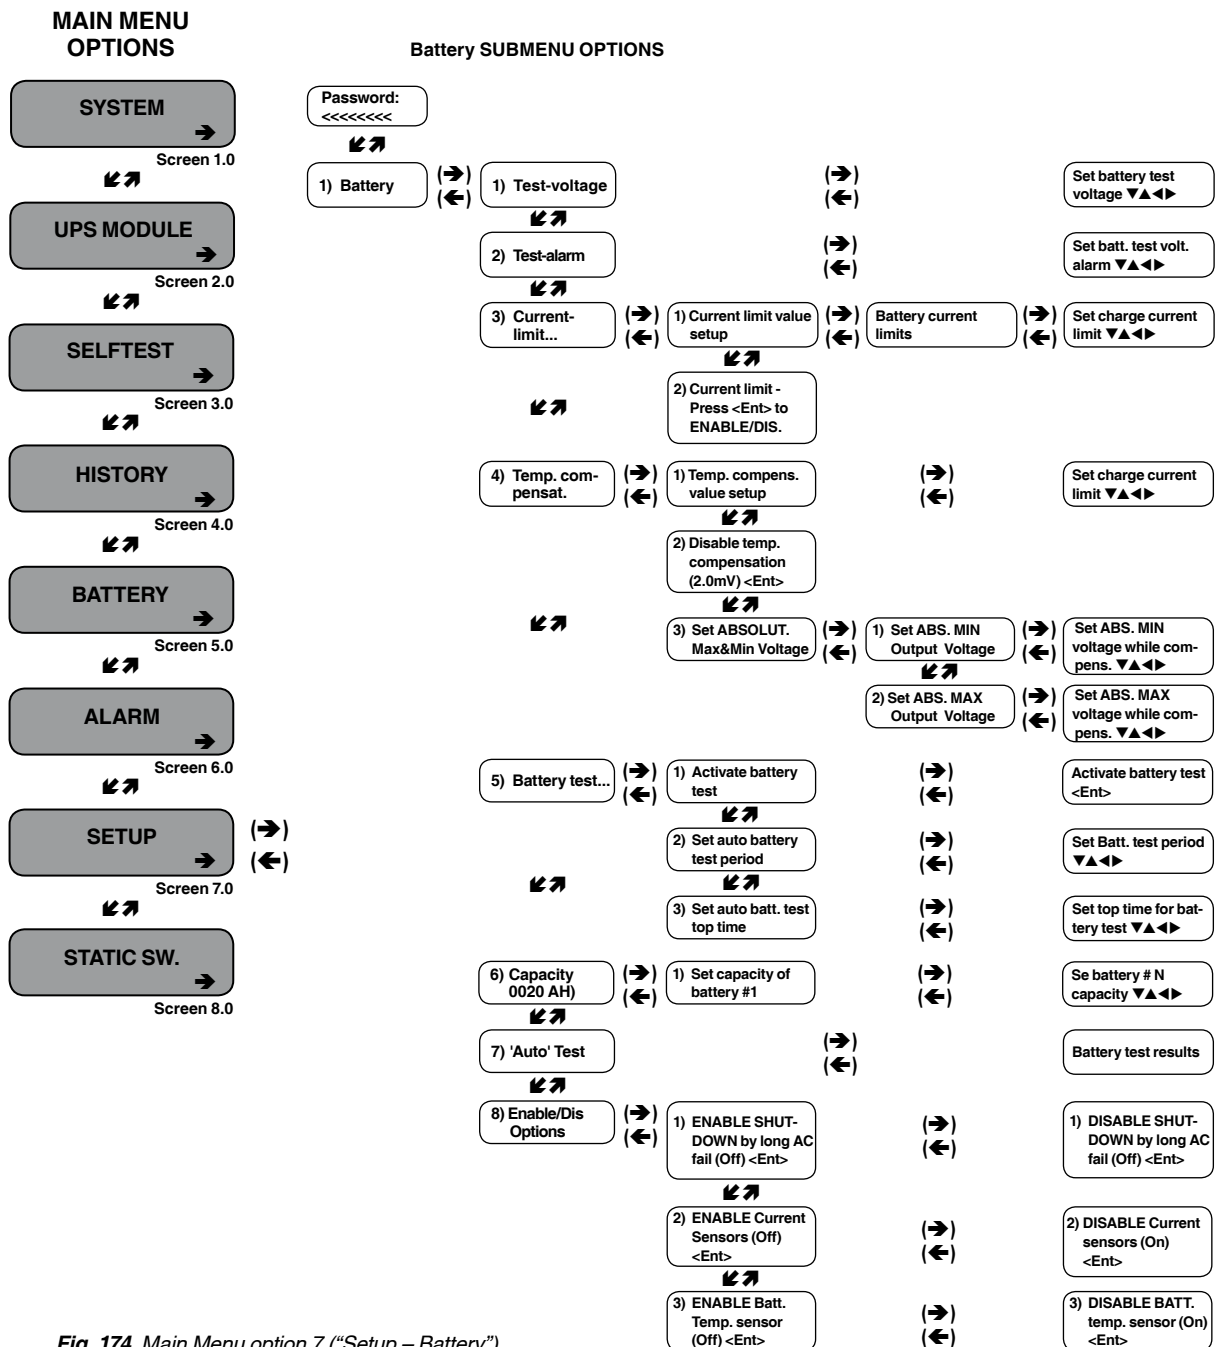 MAIN MENU
OPTIONS
Battery SUBMENU OPTIONS
SYSTEM
Screen 1.0
UPS MODULE
Screen 2.0
SELFTEST
Screen 3.0
HISTORY
Screen 4.0
BATTERY
Screen 5.0
ALARM
Screen 6.0
SETUP
Screen 7.0
STATIC SW.
Screen 8.0
Password:
<<<<<<<<
1) Battery
1) Test-voltage
Set battery test
voltage ▼▲◀▶
2) Test-alarm
Set batt. test volt.
alarm ▼▲◀▶
3) Current-
limit...
1) Current limit value
setup
Battery current
limits
Set charge current
limit ▼▲◀▶
2) Current limit -
Press <Ent> to
ENABLE/DIS.
4) Temp. com-
pensat.
1) Temp. compens.
value setup
Set charge current
limit ▼▲◀▶
2) Disable temp.
compensation
(2.0mV) <Ent>
3) Set ABSOLUT.
Max&Min Voltage
1) Set ABS. MIN
Output Voltage
Set ABS. MIN
voltage while com-
pens. ▼▲◀▶
2) Set ABS. MAX
Output Voltage
Set ABS. MAX
voltage while com-
pens. ▼▲◀▶
5) Battery test...
1) Activate battery
test
Activate battery test
<Ent>
2) Set auto battery
test period
Set Batt. test period
▼▲◀▶
3) Set auto batt. test
top time
Set top time for bat-
tery test ▼▲◀▶
6) Capacity
0020 AH)
1) Set capacity of
battery #1
Se battery # N
capacity ▼▲◀▶
7) 'Auto' Test
Battery test results
8) Enable/Dis
Options
1) ENABLE SHUT-
DOWN by long AC
fail (Off) <Ent>
1) DISABLE SHUT-
DOWN by long AC
fail (Off) <Ent>
2) ENABLE Current
Sensors (Off)
<Ent>
2) DISABLE Current
sensors (On)
<Ent>
3) ENABLE Batt.
Temp. sensor
(Off) <Ent>
3) DISABLE BATT.
temp. sensor (On)
<Ent>
Fig. 174 Main Menu option 7 ("Setup – Battery")